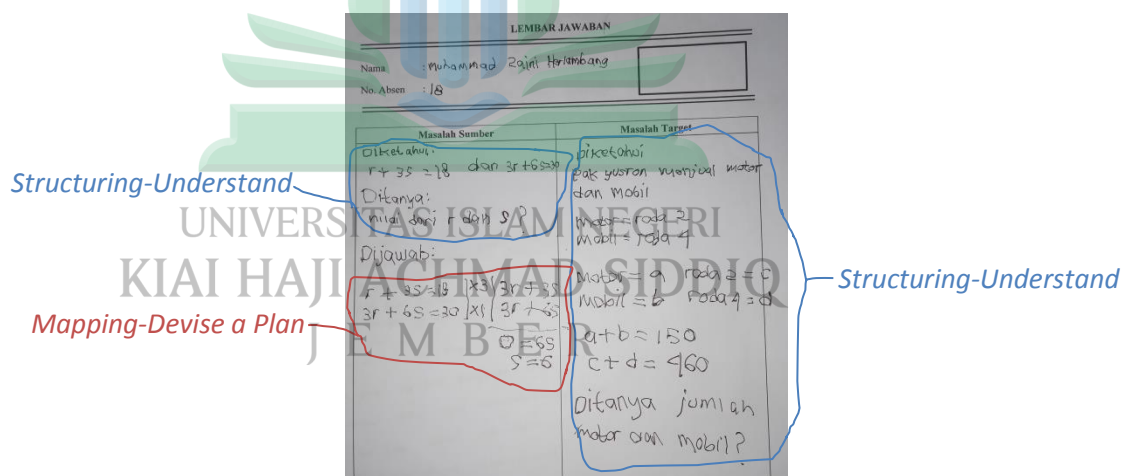 LEMBAR JAWABAN
Nama : Muhammad Zaini Herlambang
No. Absen : 18
Masalah Sumber
Diketahui:
r + 3s = 18 dan 3r + 6s = 30
Ditanya:
nilai dari r dan s?
Dijawab:
r + 3s = 18 |x3| 3r + 3s
3r + 6s = 30 |x1| 3r + 6s
0 = 6s
s = 6
Masalah Target
Diketahui
pak yusron menjual motor
dan mobil
motor = roda 2
mobil = roda 4
motor = a roda 2 = c
mobil = b roda 4 = d
a + b = 150
c + d = 460
Ditanya jumlah
motor dan mobil?
Structuring-Understand
Mapping-Devise a Plan
Structuring-Understand
UNIVERSITAS ISLAM NEGERI
KIAI HAJI ACHMAD SIDDIQ
JEMBER